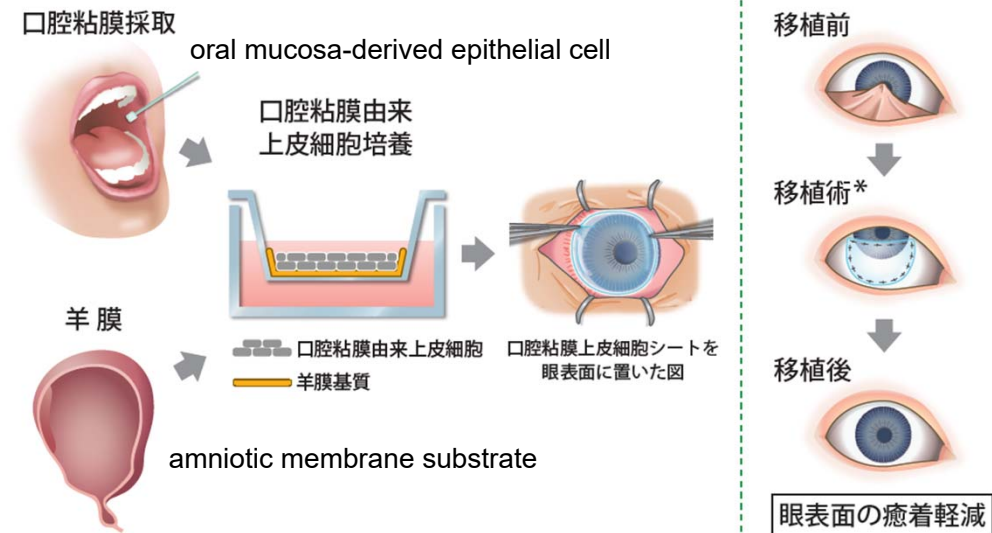 口腔粘膜採取
oral mucosa-derived epithelial cell
口腔粘膜由来
上皮細胞培養
羊膜
口腔粘膜由来上皮細胞
羊膜基質
口腔粘膜上皮細胞シートを
眼表面に置いた図
amniotic membrane substrate
移植前
移植術*
移植後
眼表面の癒着軽減